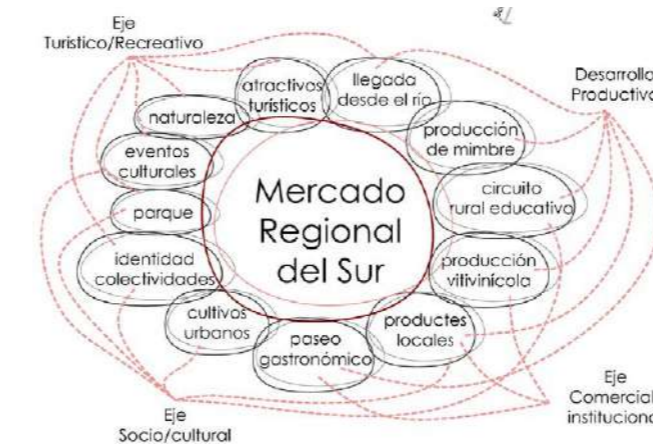 Eje
Turistico/Recreativo
atractivos
turísticos
llegada
desde el río
Desarrollo
Productivo
naturaleza
producción
de mimbre
eventos
culturales
circuito
rural educativo
parque
Mercado
Regional
del Sur
identidad
colectividades
producción
vitivinícola
cultivos
urbanos
paseo
gastronómico
productes
locales
Eje
Comercial
instituciona
Eje
Socio/cultural